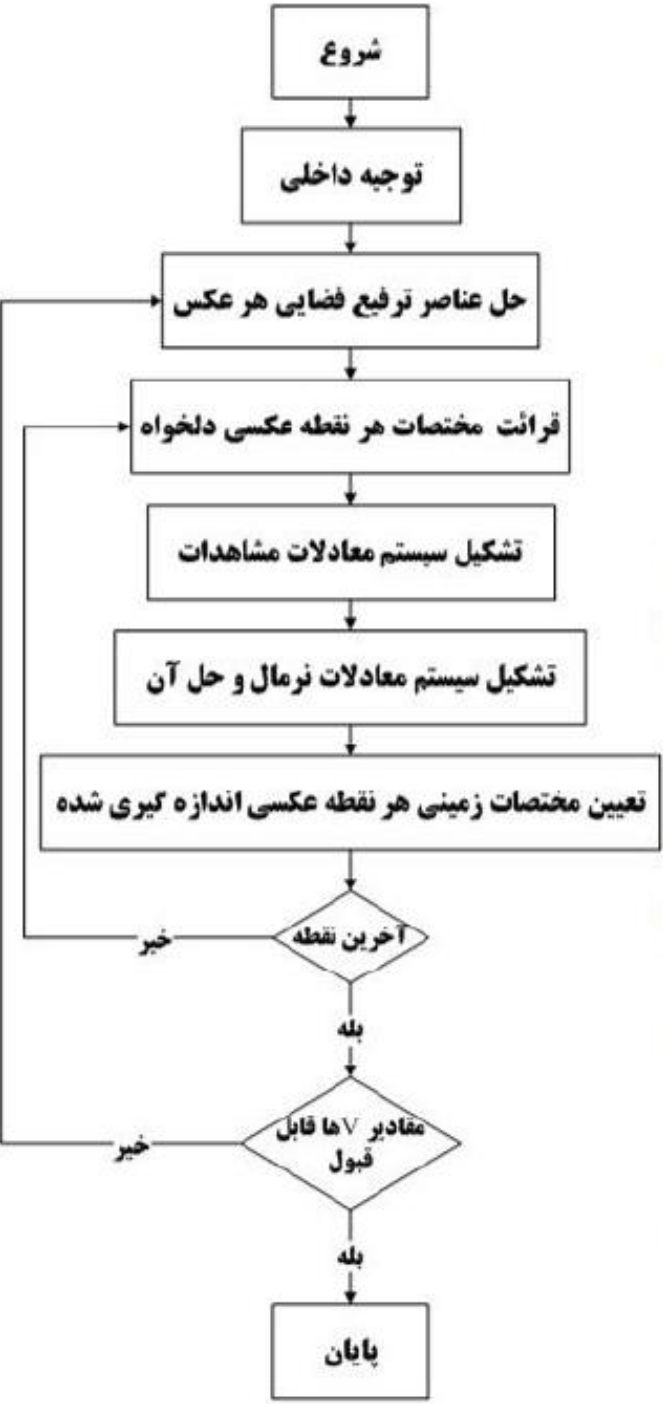 شروع
توجیه داخلی
حل عناصر ترفیع فضایی هر عکس
قرائت مختصات هر نقطه عکسی دلخواه
تشکیل سیستم معادلات مشاهدات
تشکیل سیستم معادلات نرمال و حل آن
تعیین مختصات زمینی هر نقطه عکسی اندازه گیری شده
آخرین نقطه
خیر
بله
مقادیر Vها قابل
قبول
خیر
بله
پایان